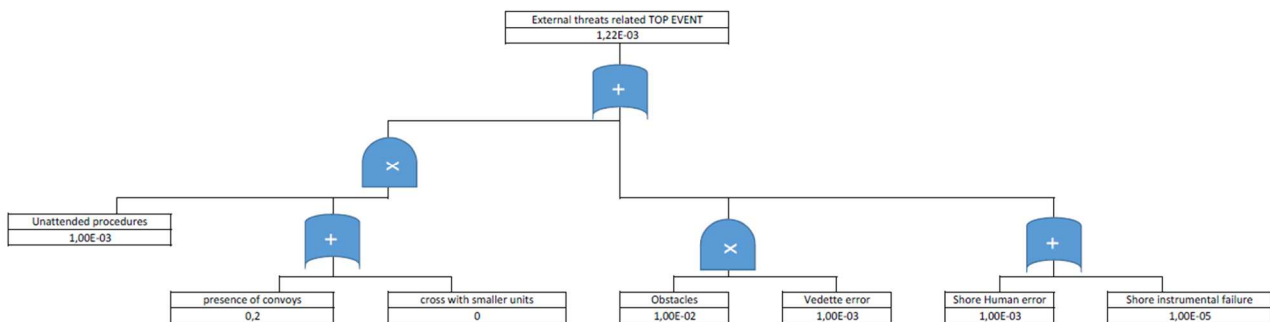 External threats related TOP EVENT
1,22E-03
+
x
Unattended procedures
1,00E-03
+
x
+
presence of convoys
0,2
cross with smaller units
0
Obstacles
1,00E-02
Vedette error
1,00E-03
Shore Human error
1,00E-03
Shore instrumental failure
1,00E-05